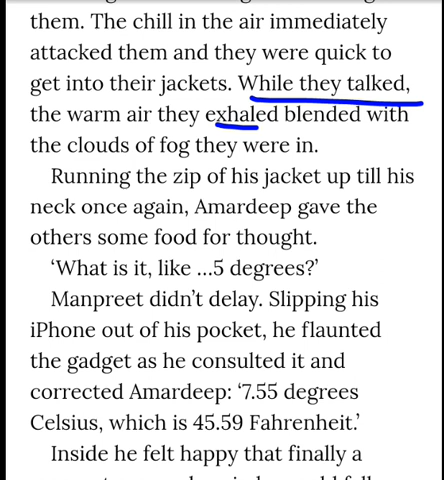 them. The chill in the air immediately
attacked them and they were quick to
get into their jackets. While they talked,
the warm air they exhaled blended with
the clouds of fog they were in.
Running the zip of his jacket up till his
neck once again, Amardeep gave the
others some food for thought.
‘What is it, like ...5 degrees?’
Manpreet didn’t delay. Slipping his
iPhone out of his pocket, he flaunted
the gadget as he consulted it and
corrected Amardeep: ‘7.55 degrees
Celsius, which is 45.59 Fahrenheit.’
Inside he felt happy that finally a